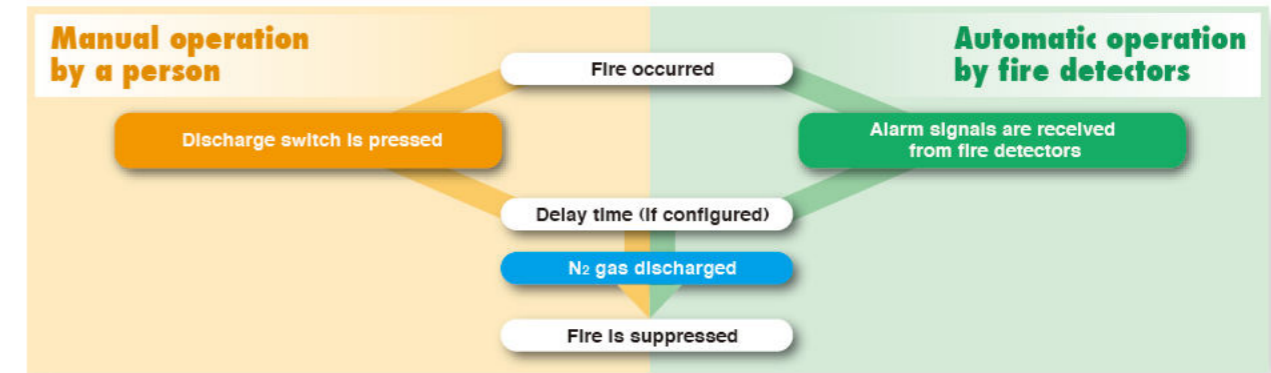 Manual operation
by a person
Automatic operation
by fire detectors
Fire occurred
Discharge switch is pressed
Alarm signals are received
from fire detectors
Delay time (if configured)
N₂ gas discharged
Fire is suppressed